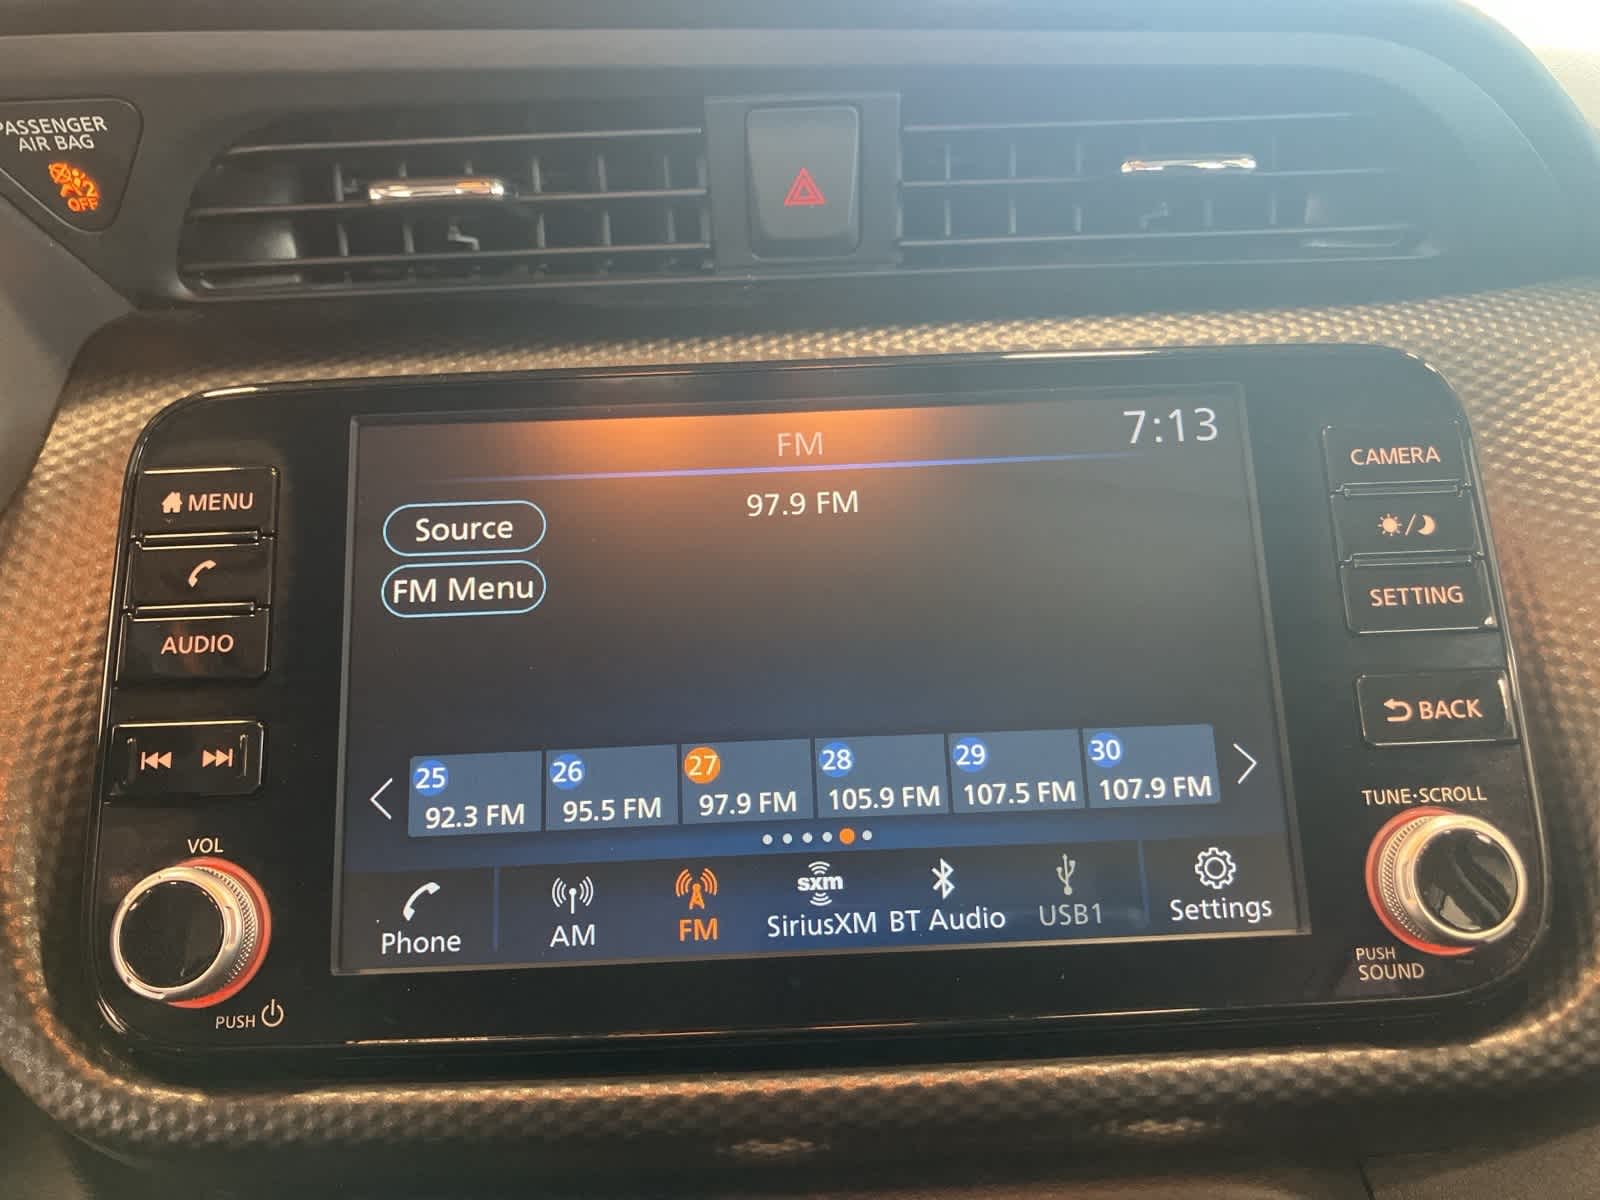 PASSENGER
AIR BAG
2
OFF
FM
7:13
97.9 FM
Source
FM Menu
MENU
AUDIO
VOL
PUSH
CAMERA
SETTING
BACK
TUNE·SCROLL
PUSH
SOUND
25
92.3 FM
26
95.5 FM
27
97.9 FM
28
105.9 FM
29
107.5 FM
30
107.9 FM
Phone
AM
FM
sxm
SiriusXM
BT Audio
USB1
Settings